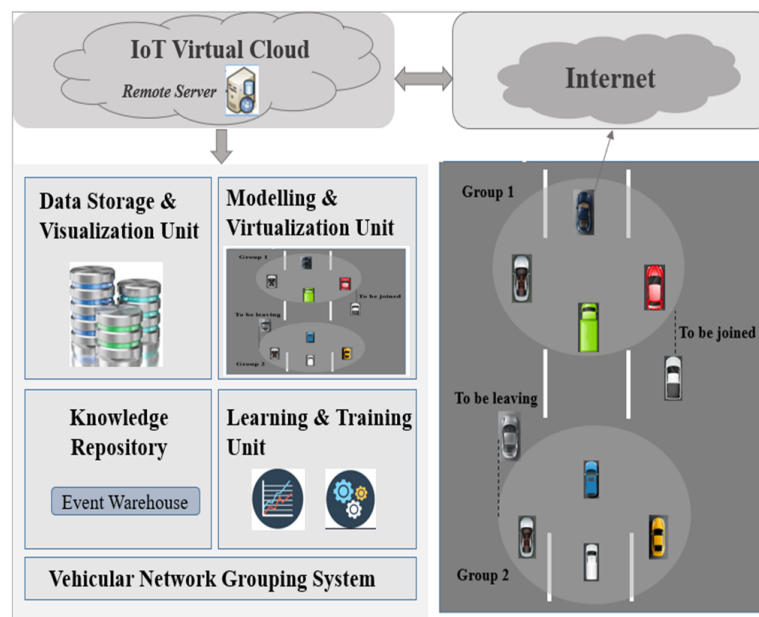 IoT Virtual Cloud
Remote Server
Internet
Data Storage &
Visualization Unit
Modelling &
Virtualization Unit
Group 1
To be joined
To be leaving
Group 2
Knowledge
Repository
Event Warehouse
Learning & Training
Unit
Vehicular Network Grouping System
Group 1
To be joined
To be leaving
Group 2